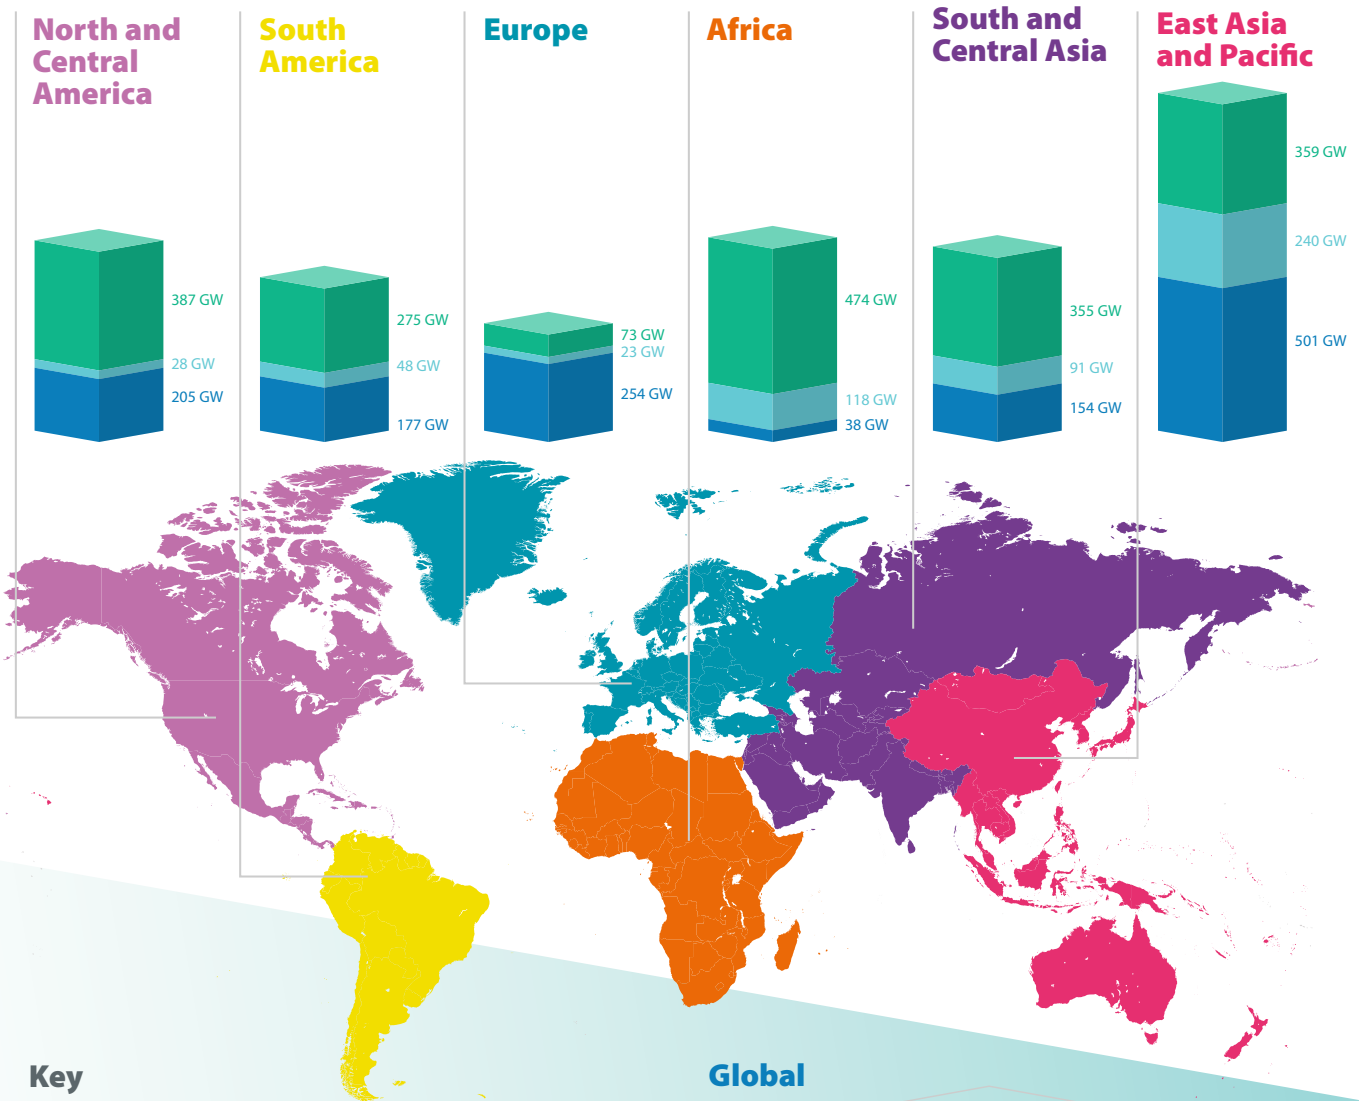 North and
Central
America
387 GW
28 GW
205 GW
South
America
275 GW
48 GW
177 GW
Europe
73 GW
23 GW
254 GW
Africa
474 GW
118 GW
38 GW
South and
Central Asia
355 GW
91 GW
154 GW
East Asia
and Pacific
359 GW
240 GW
501 GW
Key
Global